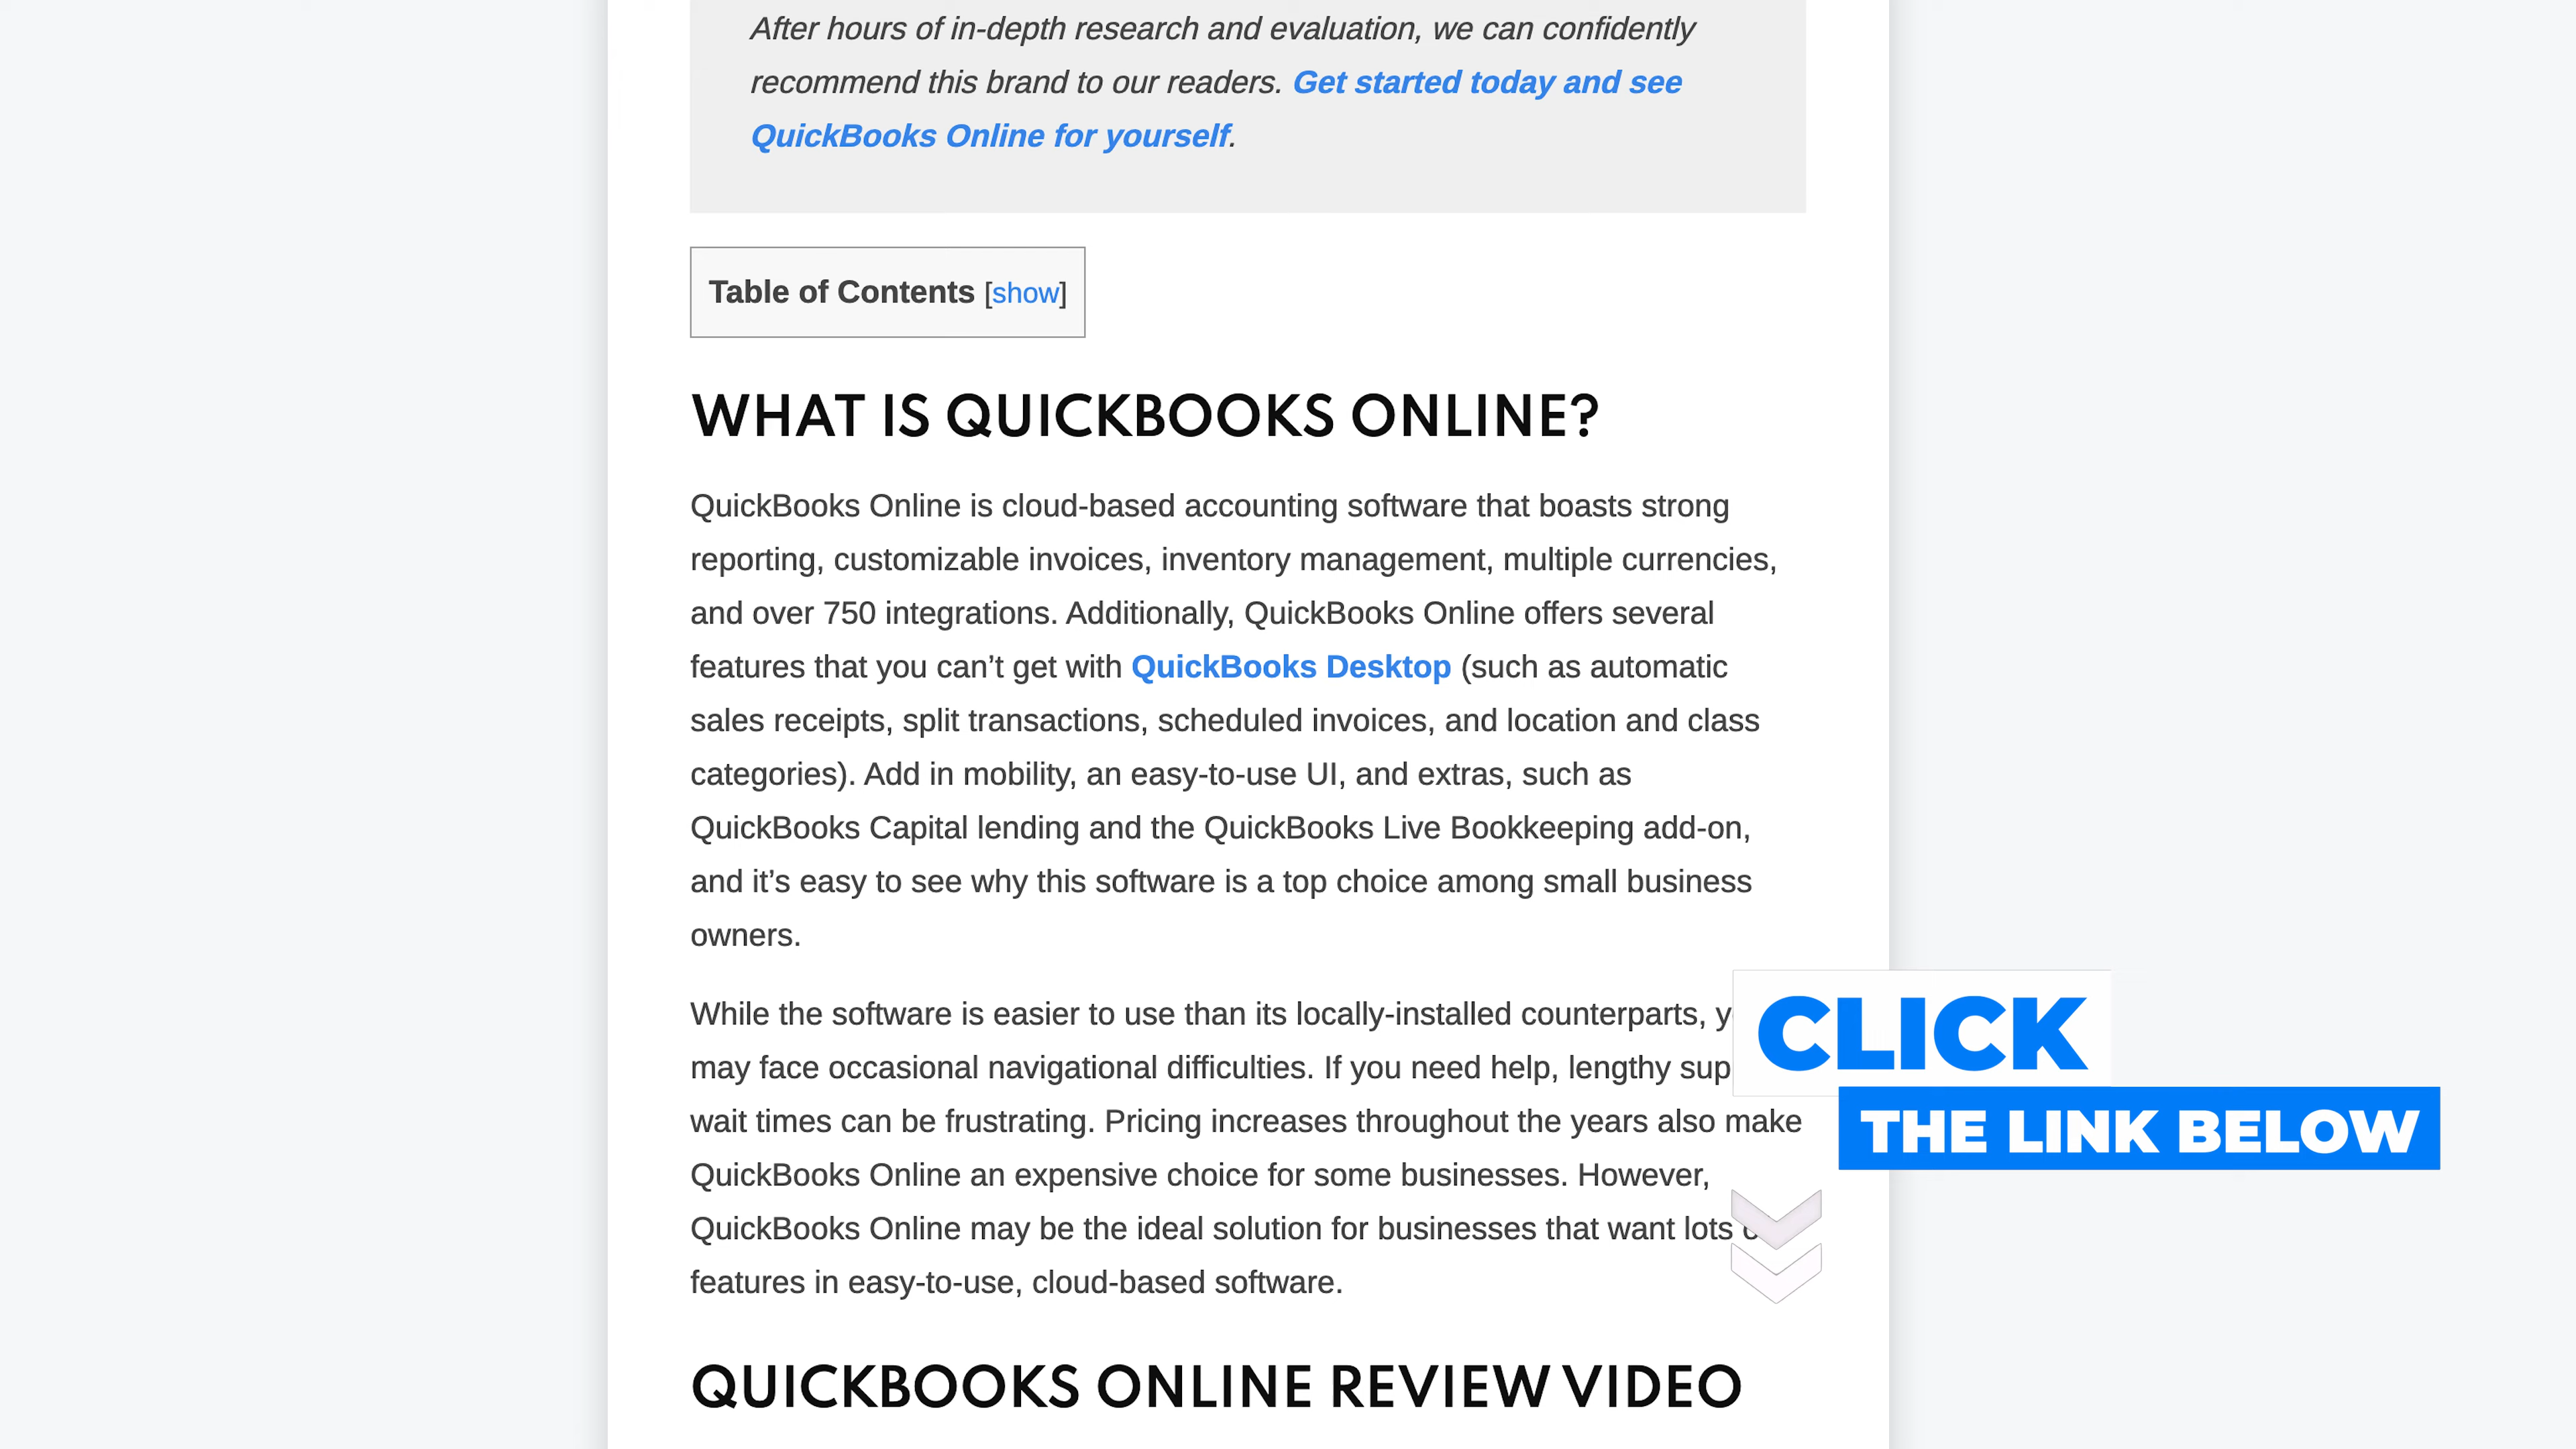 After hours of in-depth research and evaluation, we can confidently
recommend this brand to our readers. Get started today and see
QuickBooks Online for yourself.
Table of Contents [show]
WHAT IS QUICKBOOKS ONLINE?
QuickBooks Online is cloud-based accounting software that boasts strong
reporting, customizable invoices, inventory management, multiple currencies,
and over 750 integrations. Additionally, QuickBooks Online offers several
features that you can’t get with QuickBooks Desktop (such as automatic
sales receipts, split transactions, scheduled invoices, and location and class
categories). Add in mobility, an easy-to-use UI, and extras, such as
QuickBooks Capital lending and the QuickBooks Live Bookkeeping add-on,
and it’s easy to see why this software is a top choice among small business
owners.
While the software is easier to use than its locally-installed counterparts,
may face occasional navigational difficulties. If you need help, lengthy
wait times can be frustrating. Pricing increases throughout the years also make
QuickBooks Online an expensive choice for some businesses. However,
QuickBooks Online may be the ideal solution for businesses that want lots
features in easy-to-use, cloud-based software.
CLICK
THE LINK BELOW
QUICKBOOKS ONLINE REVIEW VIDEO